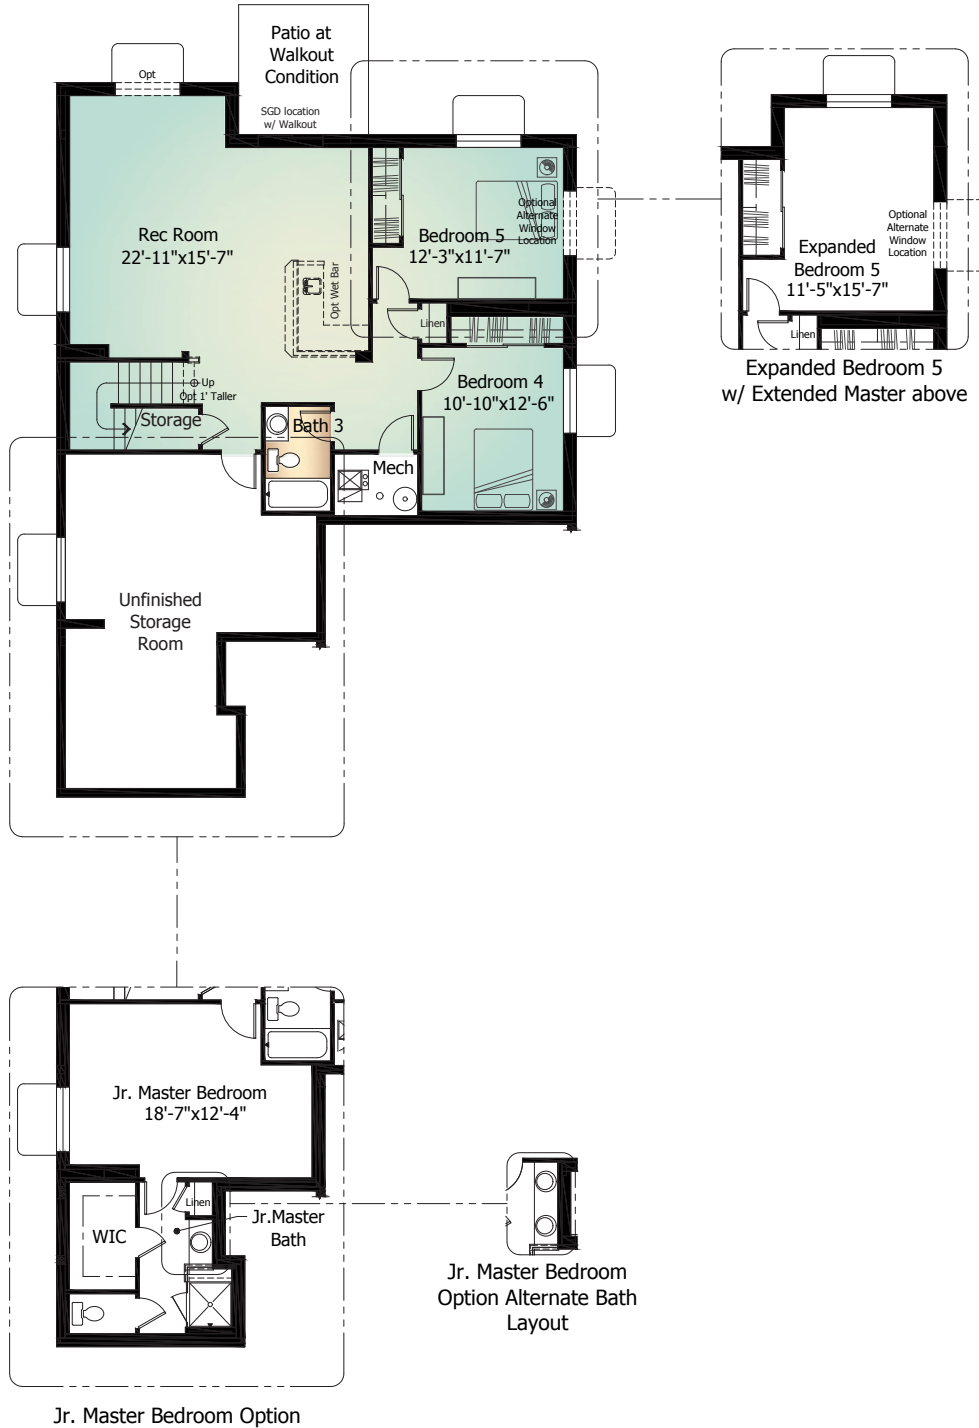 Patio at
Walkout
Condition
Opt
SGD location
w/ Walkout
Rec Room
22'-11"x15'-7"
Opt Wet Bar
Bedroom 5
12'-3"x11'-7"
Optional
Alternate
Window
Location
Linen
Optional
Alternate
Window
Location
Expanded
Bedroom 5
11'-5"x15'-7"
Linen
Expanded Bedroom 5
w/ Extended Master above
Up
Opt 1' Taller
Storage
Bath 3
Bedroom 4
10'-10"x12'-6"
Mech
Unfinished
Storage
Room
Jr. Master Bedroom
18'-7"x12'-4"
Linen
WIC
Jr.Master
Bath
Jr. Master Bedroom
Option Alternate Bath
Layout
Jr. Master Bedroom Option